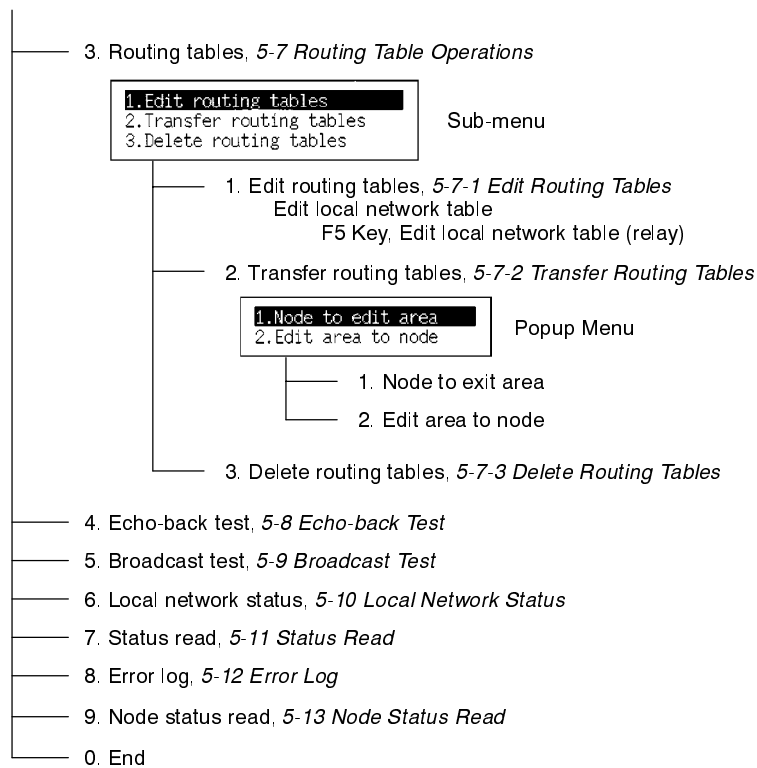 3. Routing tables, 5-7 Routing Table Operations
1.Edit routing tables
2.Transfer routing tables
3.Delete routing tables
Sub-menu
1. Edit routing tables, 5-7-1 Edit Routing Tables
Edit local network table
F5 Key, Edit local network table (relay)
2. Transfer routing tables, 5-7-2 Transfer Routing Tables
1.Node to edit area
2.Edit area to node
Popup Menu
1. Node to exit area
2. Edit area to node
3. Delete routing tables, 5-7-3 Delete Routing Tables
4. Echo-back test, 5-8 Echo-back Test
5. Broadcast test, 5-9 Broadcast Test
6. Local network status, 5-10 Local Network Status
7. Status read, 5-11 Status Read
8. Error log, 5-12 Error Log
9. Node status read, 5-13 Node Status Read
0. End